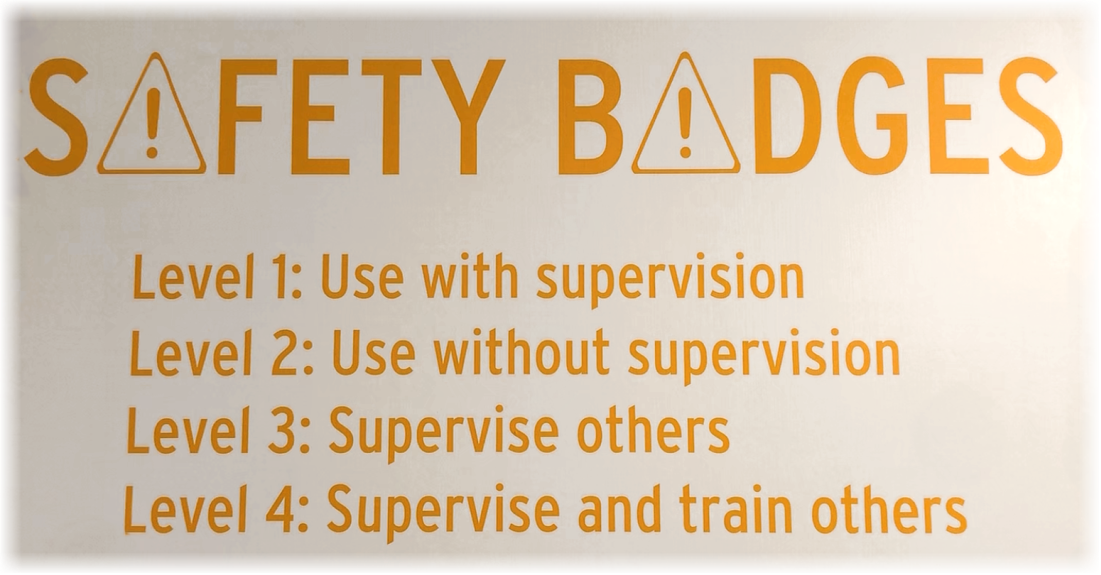 SAFETY BADGES
Level 1: Use with supervision
Level 2: Use without supervision
Level 3: Supervise others
Level 4: Supervise and train others